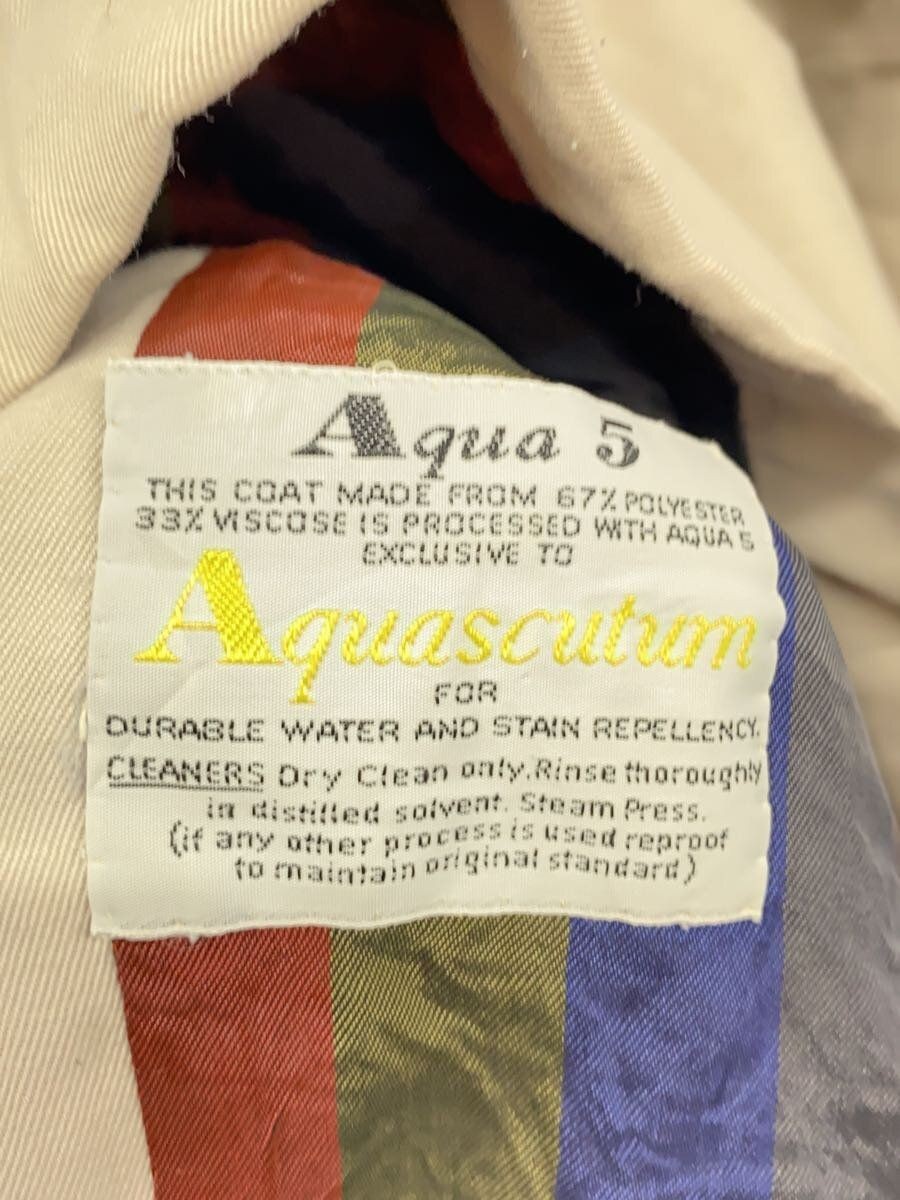 Aqua 5
THIS COAT MADE FROM 67% POLYESTER
33% VISCOSE IS PROCESSED WITH AQUA 5
EXCLUSIVE TO
Aquascutum
FOR
DURABLE WATER AND STAIN REPELLENCY.
CLEANERS Dry Clean only. Rinse thoroughly
in distilled solvent. Steam Press.
(if any other process is used reproof
to maintain original standard)